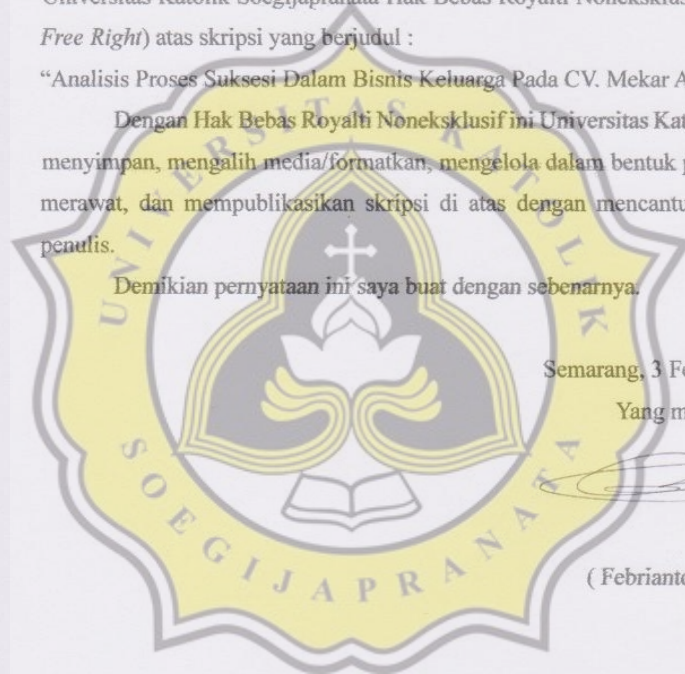 Universitas Katolik Soegijapranata Hak Bebas Royalti Noneksklus
Free Right) atas skripsi yang berjudul :
“Analisis Proses Suksesi Dalam Bisnis Keluarga Pada CV. Mekar A
Dengan Hak Bebas Royalti Noneksklusif ini Universitas Kat
menyimpan, mengalih media/formatkan, mengelola dalam bentuk p
merawat, dan mempublikasikan skripsi di atas dengan mencantu
penulis.
Demikian pernyataan ini saya buat dengan sebenarnya.
Semarang, 3 Fe
Yang m
( Febrianto
UNIVERSITAS KATOLIK
SOEGIJAPRANATA